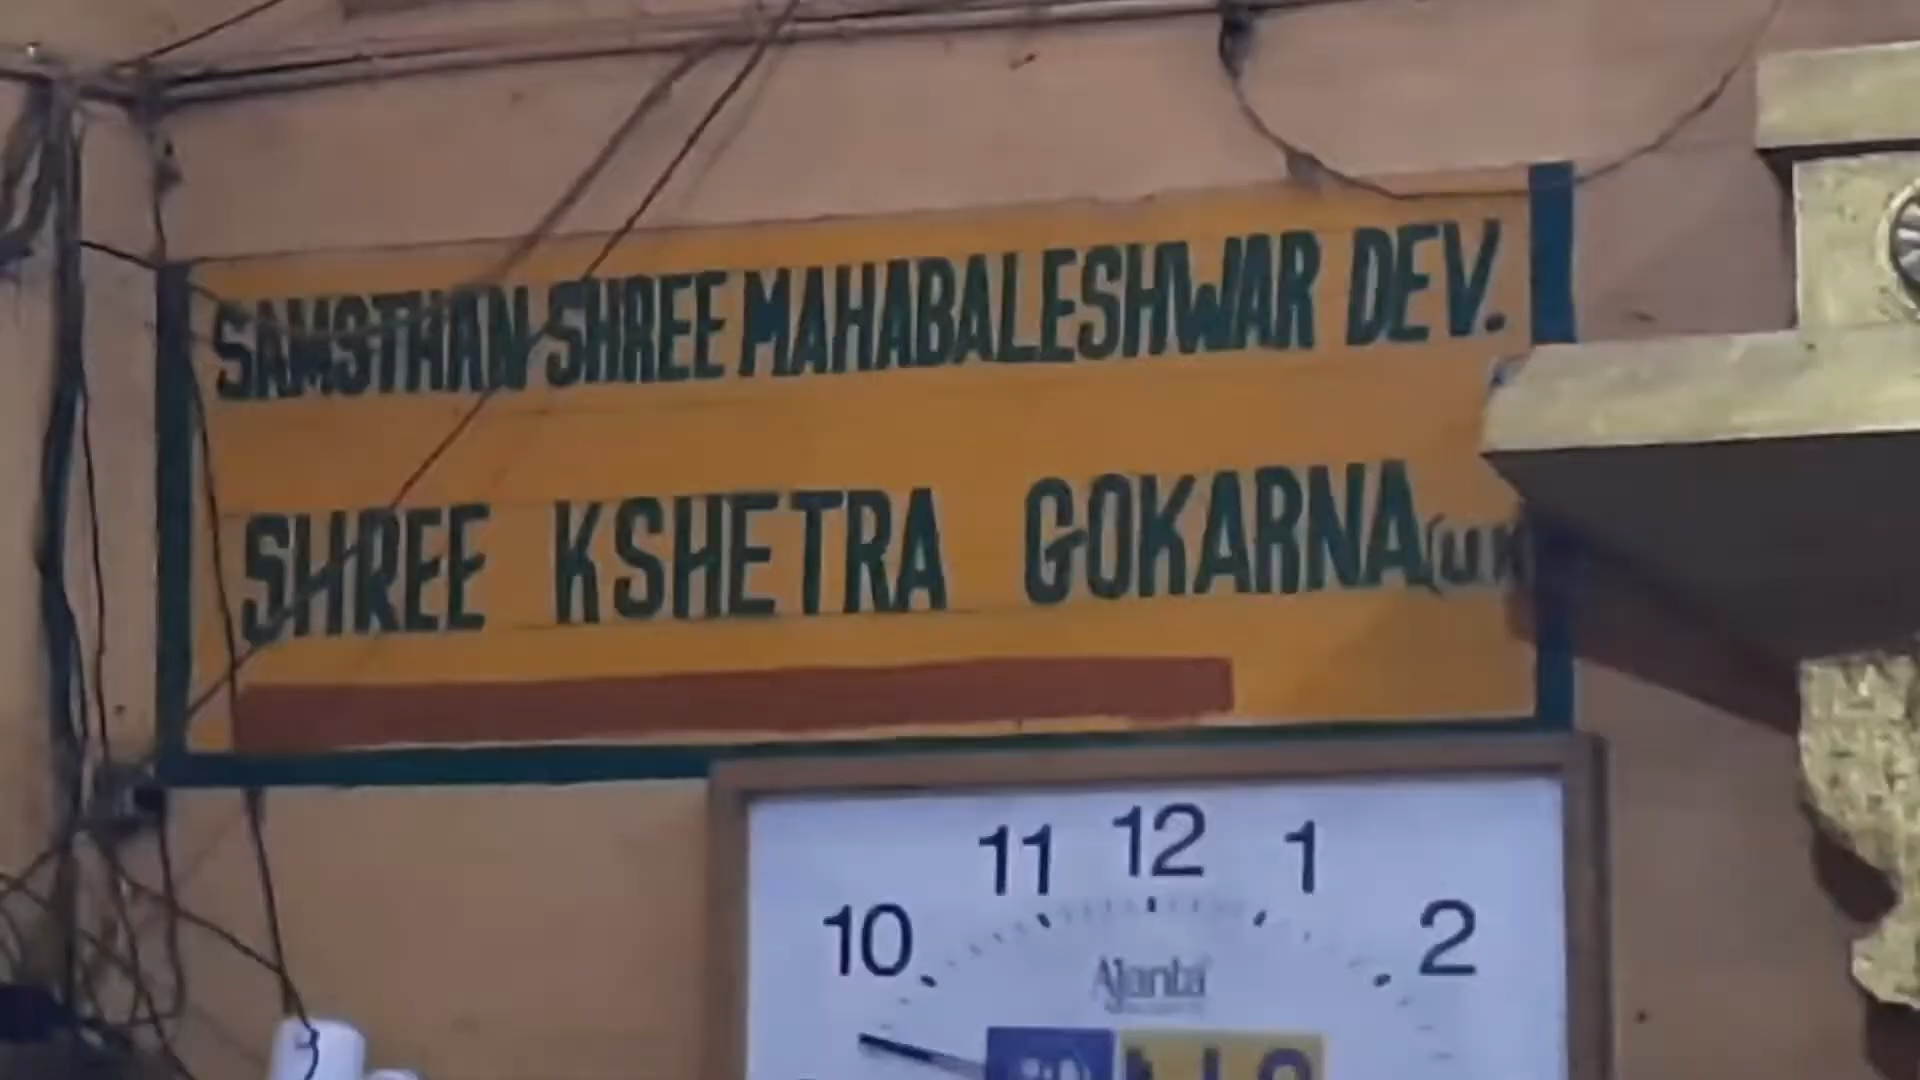 SAMSTHAN SHREE MAHABALESHWAR DEV.
SHREE KSHETRA GOKARNA (U.K
11 12 1
10 2
Ajanta